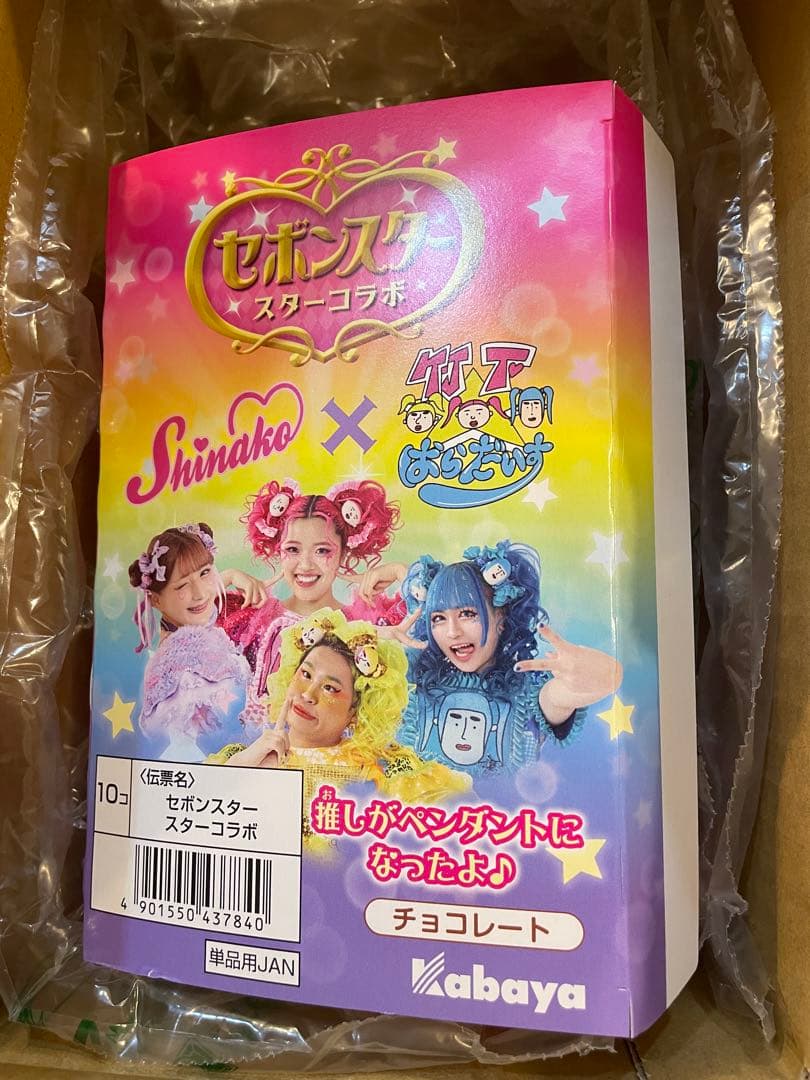 セボンスター
スターコラボ
Shinako
×
竹下
ぱらだいす
10コ
〈伝票名〉
セボンスター
スターコラボ
4 901550 437840
単品用JAN
お
推しがペンダントに
なったよ♪
チョコレート
Kabaya